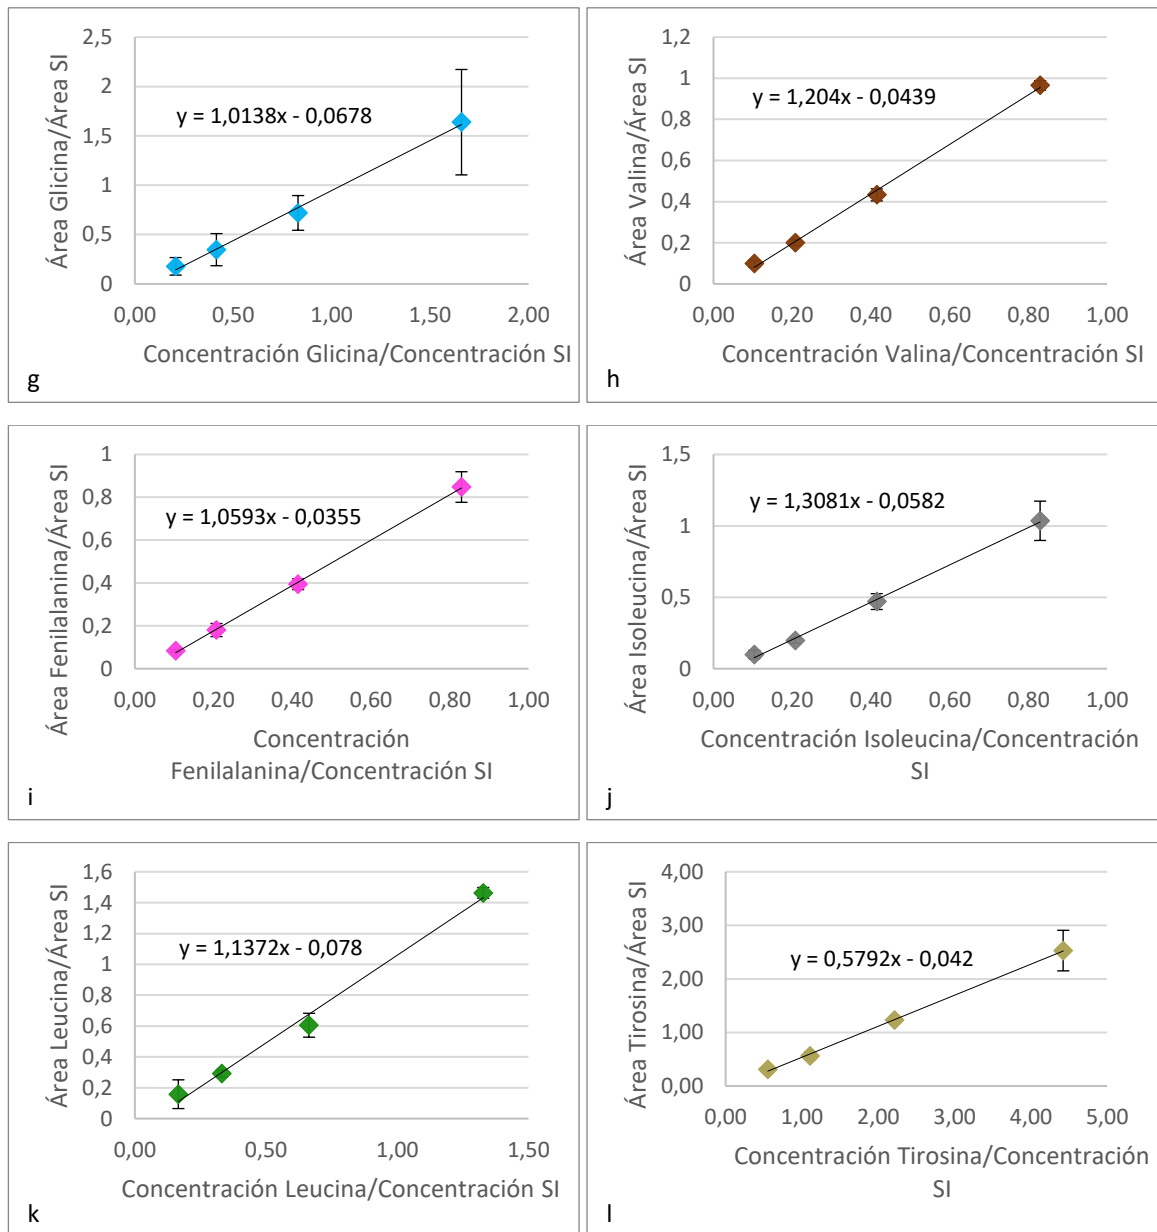 2,5
2
1,5
1
0,5
0
y = 1,0138x - 0,0678
Área Glicina/Área SI
0,00 0,50 1,00 1,50 2,00
Concentración Glicina/Concentración SI
g
1,2
1
0,8
0,6
0,4
0,2
0
y = 1,204x - 0,0439
Área Valina/Área SI
0,00 0,20 0,40 0,60 0,80 1,00
Concentración Valina/Concentración SI
h
1
0,8
0,6
0,4
0,2
0
y = 1,0593x - 0,0355
Área Fenilalanina/Área SI
0,00 0,20 0,40 0,60 0,80 1,00
Concentración
Fenilalanina/Concentración SI
i
1,5
1
0,5
0
y = 1,3081x - 0,0582
Área Isoleucina/Área SI
0,00 0,20 0,40 0,60 0,80 1,00
Concentración Isoleucina/Concentración
SI
j
1,6
1,4
1,2
1
0,8
0,6
0,4
0,2
0
y = 1,1372x - 0,078
Área Leucina/Área SI
0,00 0,50 1,00 1,50
Concentración Leucina/Concentración SI
k
4,00
3,00
2,00
1,00
0,00
y = 0,5792x - 0,042
Área Tirosina/Área SI
0,00 1,00 2,00 3,00 4,00 5,00
Concentración Tirosina/Concentración
SI
l